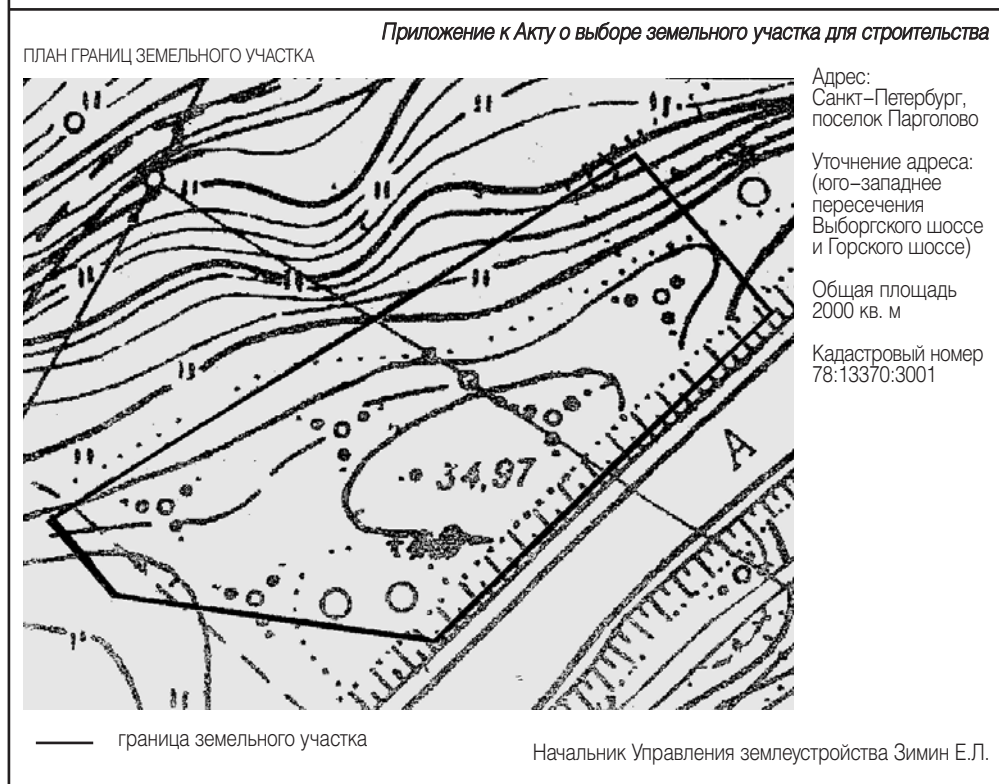 Приложение к Акту о выборе земельного участка для строительства
ПЛАН ГРАНИЦ ЗЕМЕЛЬНОГО УЧАСТКА
Адрес:
Санкт–Петербург,
поселок Парголово
Уточнение адреса:
(юго–западнее
пересечения
Выборгского шоссе
и Горского шоссе)
Общая площадь
2000 кв. м
Кадастровый номер
78:13370:3001
34,97
А
граница земельного участка
Начальник Управления землеустройства Зимин Е.Л.